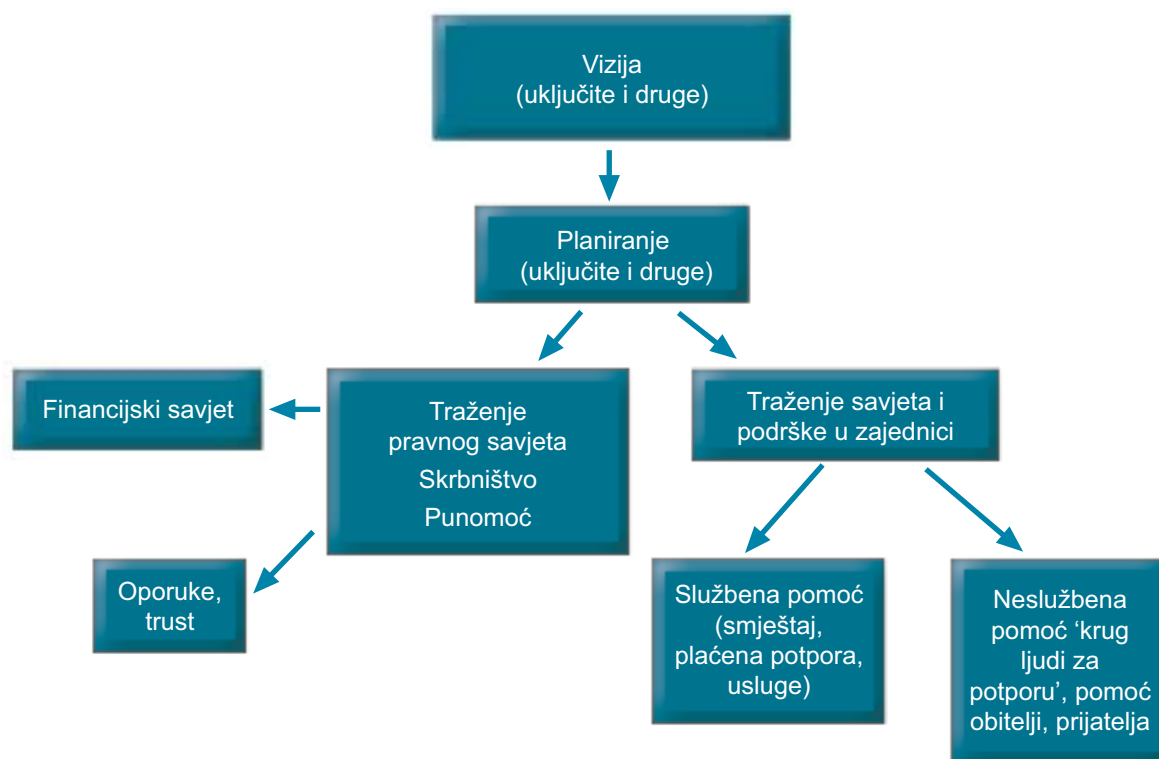 Vizija
(uključite i druge)
Planiranje
(uključite i druge)
Financijski savjet
Traženje
pravnog savjeta
Skrbništvo
Punomoć
Traženje savjeta i
podrške u zajednici
Oporuke,
trust
Službena pomoć
(smještaj,
plaćena potpora,
usluge)
Neslužbena
pomoć ‘krug
ljudi za
potporu’, pomoć
obitelji, prijatelja